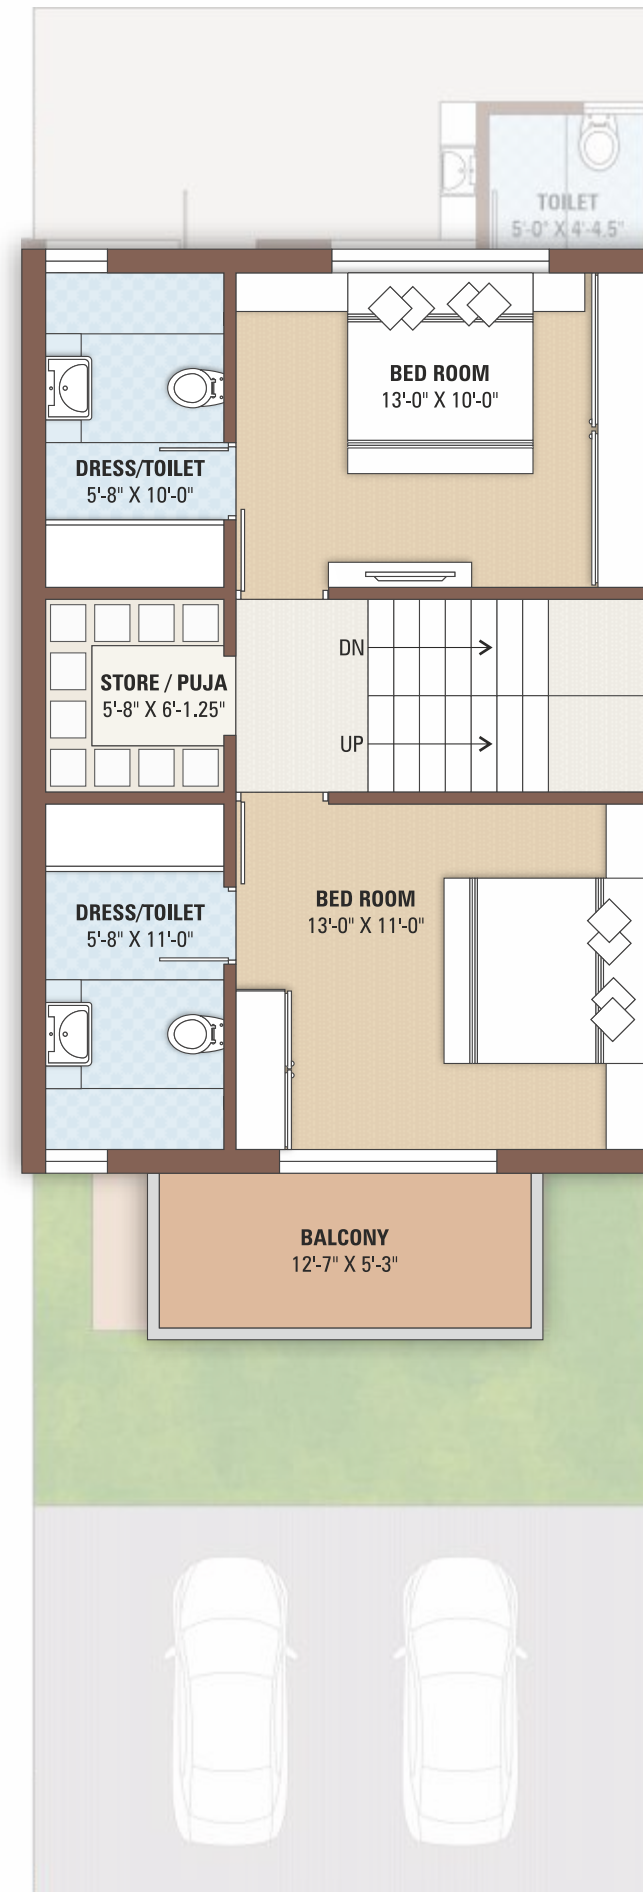 TOILET
5'-0" X 4'-4.5"
BED ROOM
13'-0" X 10'-0"
DRESS/TOILET
5'-8" X 10'-0"
DN
STORE / PUJA
5'-8" X 6'-1.25"
UP
BED ROOM
13'-0" X 11'-0"
DRESS/TOILET
5'-8" X 11'-0"
BALCONY
12'-7" X 5'-3"